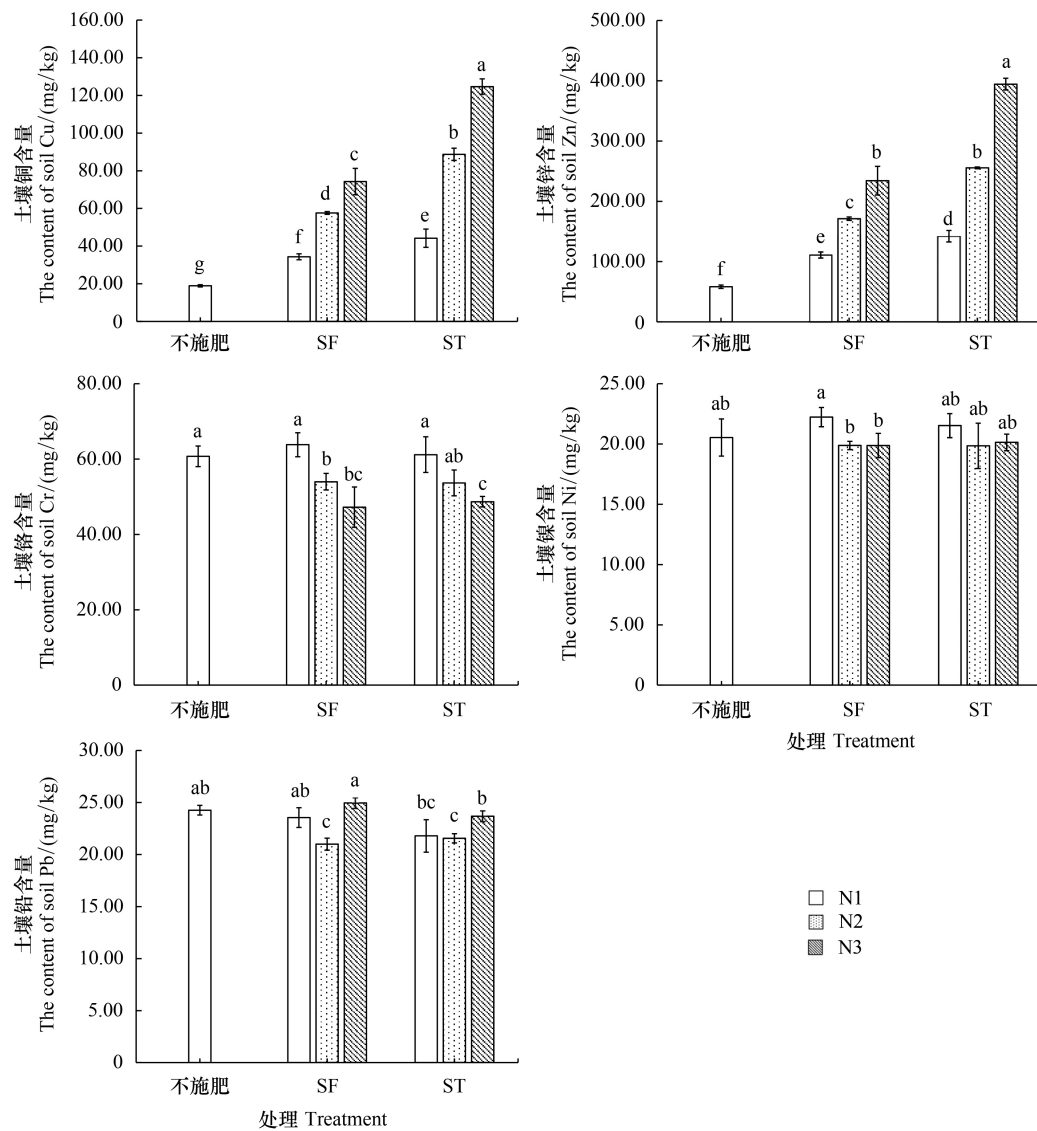 土壤铜含量
The content of soil Cu/(mg/kg)
160.00
140.00
120.00
100.00
80.00
60.00
40.00
20.00
0
g
f
d
c
e
b
a
不施肥
SF
ST
土壤锌含量
The content of soil Zn/(mg/kg)
500.00
400.00
300.00
200.00
100.00
0
f
e
c
b
d
b
a
不施肥
SF
ST
土壤铬含量
The content of soil Cr/(mg/kg)
80.00
60.00
40.00
20.00
0
a
a
b
bc
a
ab
c
不施肥
SF
ST
土壤镍含量
The content of soil Ni/(mg/kg)
25.00
20.00
15.00
10.00
5.00
0
ab
a
b
b
ab
ab
ab
不施肥
SF
ST
处理 Treatment
土壤铅含量
The content of soil Pb/(mg/kg)
30.00
25.00
20.00
15.00
10.00
5.00
0
ab
ab
c
a
bc
c
b
不施肥
SF
ST
处理 Treatment
N1
N2
N3